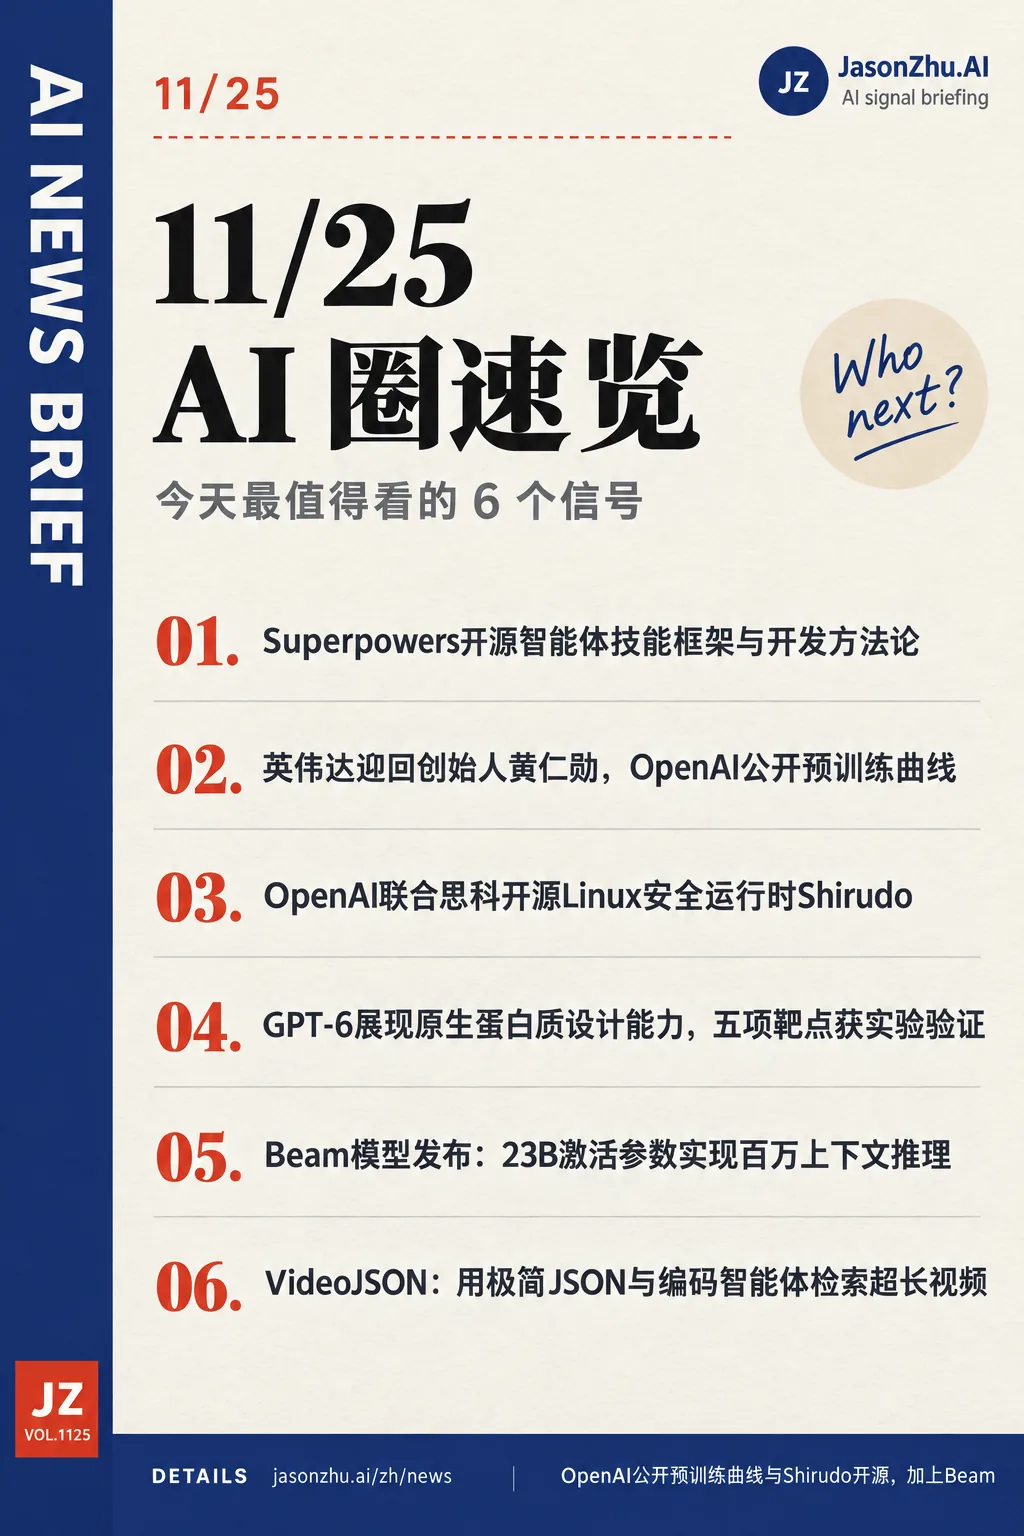 AI NEWS BRIEF
11/25
JZ
JasonZhu.AI
AI signal briefing
11/25
AI 圈速览
Who
next?
今天最值得看的 6 个信号
01. Superpowers开源智能体技能框架与开发方法论
02. 英伟达迎回创始人黄仁勋，OpenAI公开预训练曲线
03. OpenAI联合思科开源Linux安全运行时Shirudo
04. GPT-6展现原生蛋白质设计能力，五项靶点获实验验证
05. Beam模型发布：23B激活参数实现百万上下文推理
06. VideoJSON：用极简JSON与编码智能体检索超长视频
JZ
VOL.1125
DETAILS jasonzhu.ai/zh/news
OpenAI公开预训练曲线与Shirudo开源，加上Beam